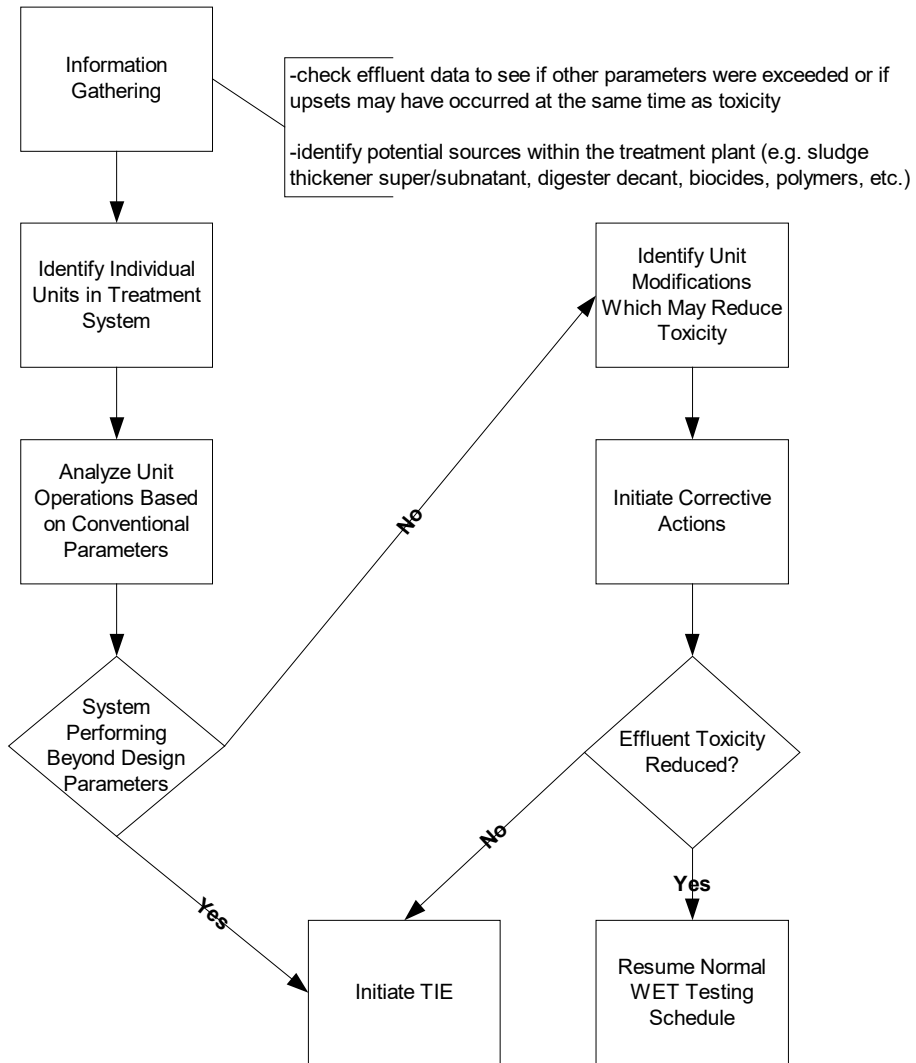 Information
Gathering
-check effluent data to see if other parameters were exceeded or if
upsets may have occurred at the same time as toxicity
-identify potential sources within the treatment plant (e.g. sludge
thickener super/subnatant, digester decant, biocides, polymers, etc.)
Identify Individual
Units in Treatment
System
Identify Unit
Modifications
Which May Reduce
Toxicity
Analyze Unit
Operations Based
on Conventional
Parameters
Initiate Corrective
Actions
No
System
Performing
Beyond Design
Parameters
Effluent Toxicity
Reduced?
No
Yes
Yes
Initiate TIE
Resume Normal
WET Testing
Schedule